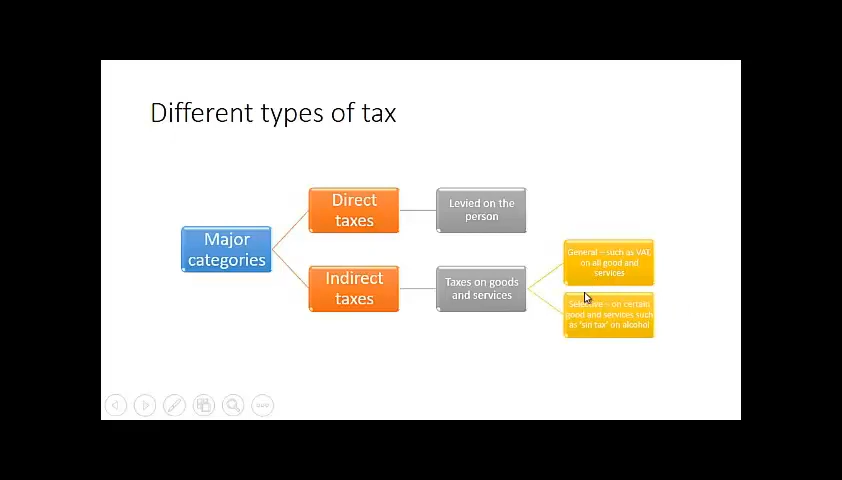 Different types of tax
Major
categories
Direct
taxes
Levied on the
person
Indirect
taxes
Taxes on goods
and services
General – such as VAT,
on all good and
services
Selective – on certain
good and services such
as 'sin tax' on alcohol